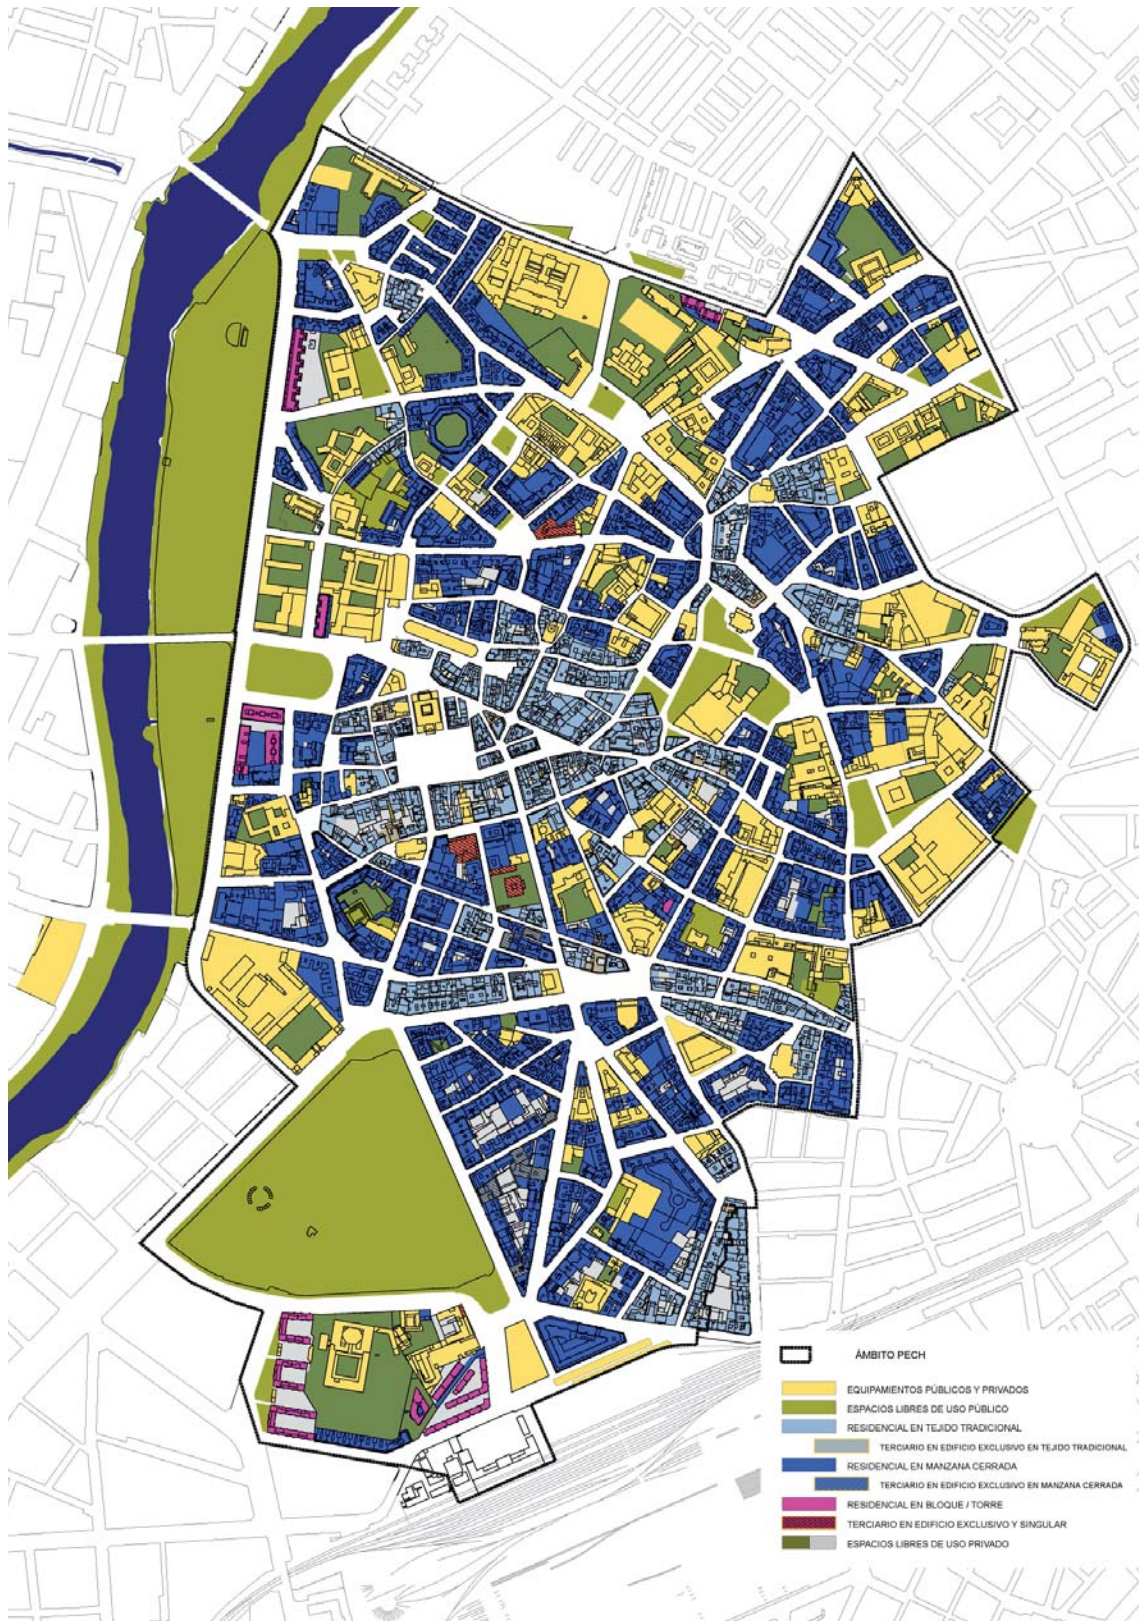 ÁMBITO PECH
EQUIPAMIENTOS PÚBLICOS Y PRIVADOS
ESPACIOS LIBRES DE USO PÚBLICO
RESIDENCIAL EN TEJIDO TRADICIONAL
TERCIARIO EN EDIFICIO EXCLUSIVO EN TEJIDO TRADICIONAL
RESIDENCIAL EN MANZANA CERRADA
TERCIARIO EN EDIFICIO EXCLUSIVO EN MANZANA CERRADA
RESIDENCIAL EN BLOQUE / TORRE
TERCIARIO EN EDIFICIO EXCLUSIVO Y SINGULAR
ESPACIOS LIBRES DE USO PRIVADO